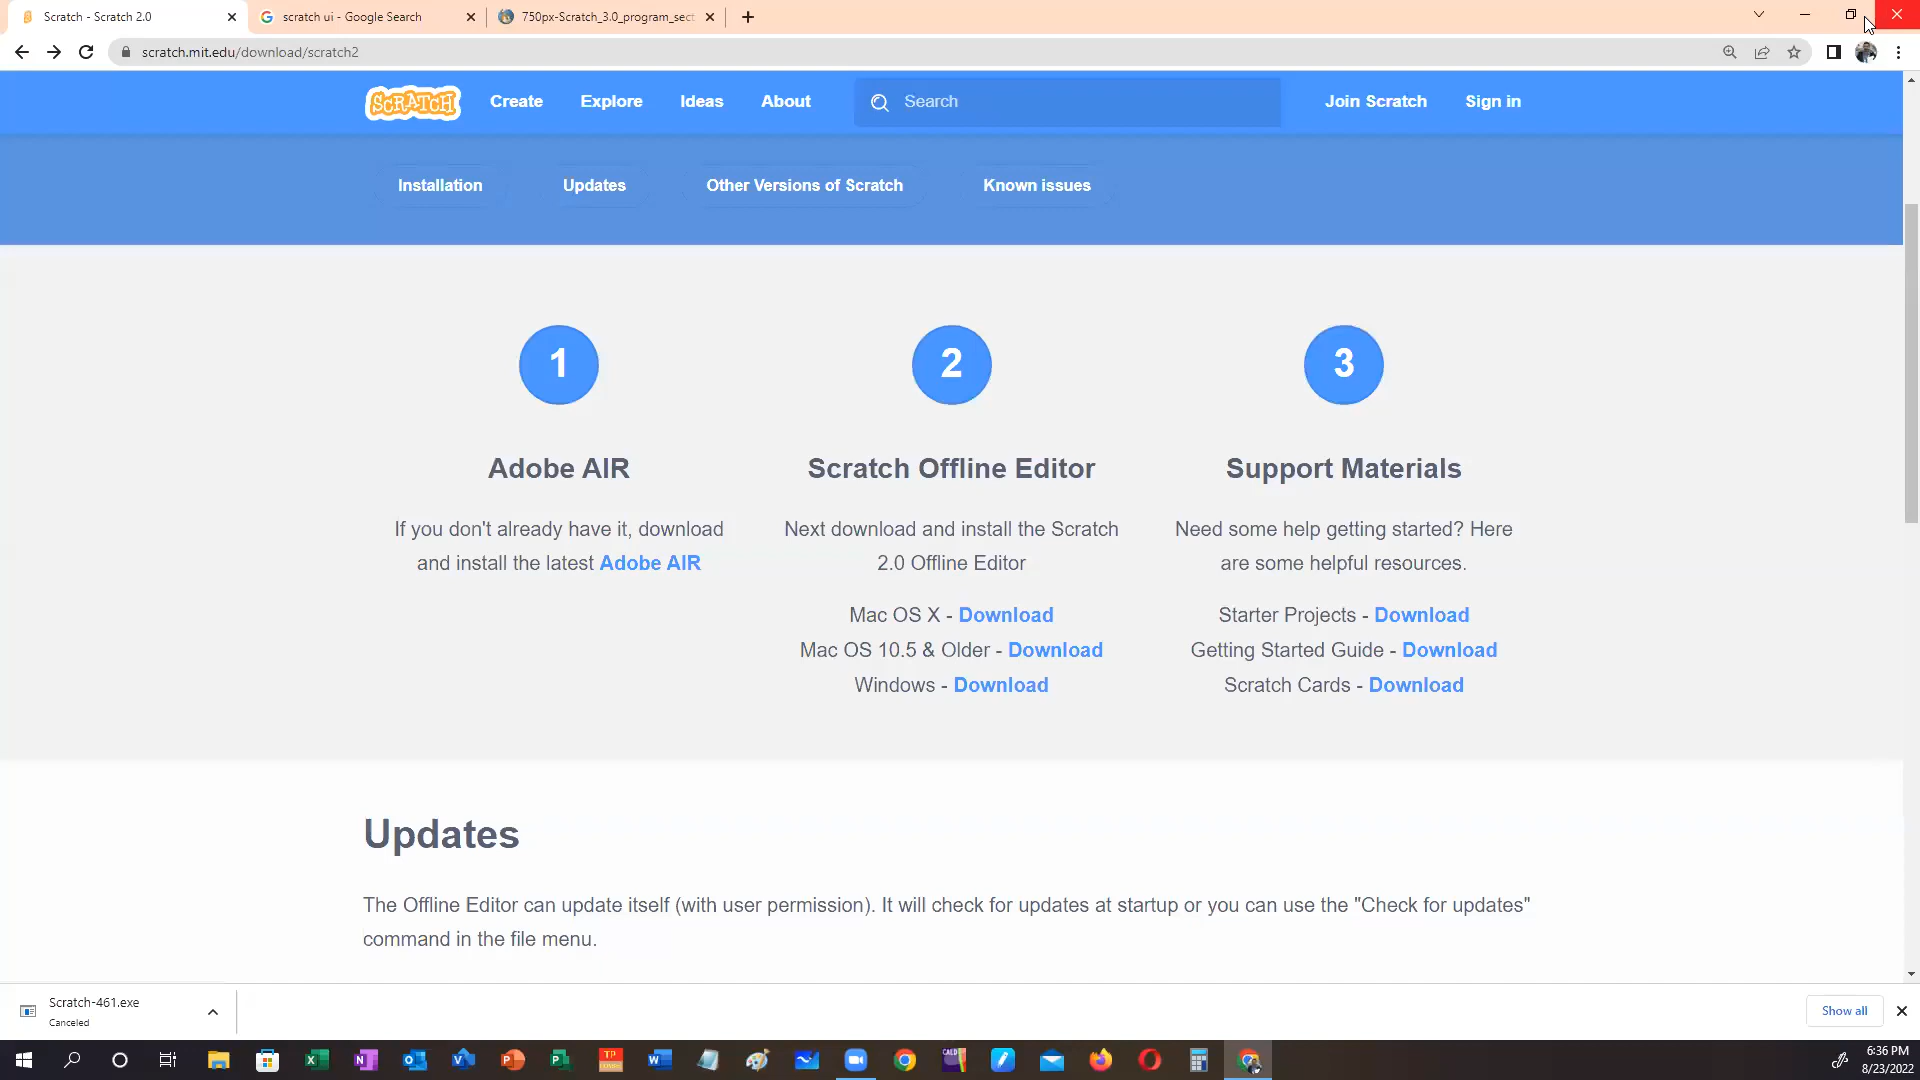 Scratch - Scratch 2.0
scratch ui - Google Search
750px-Scratch_3.0_program_sect
scratch.mit.edu/download/scratch2
SCRATCH
Create
Explore
Ideas
About
Search
Join Scratch
Sign in
Installation
Updates
Other Versions of Scratch
Known issues
1
Adobe AIR
If you don't already have it, download
and install the latest Adobe AIR
2
Scratch Offline Editor
Next download and install the Scratch
2.0 Offline Editor
Mac OS X - Download
Mac OS 10.5 & Older - Download
Windows - Download
3
Support Materials
Need some help getting started? Here
are some helpful resources.
Starter Projects - Download
Getting Started Guide - Download
Scratch Cards - Download
Updates
The Offline Editor can update itself (with user permission). It will check for updates at startup or you can use the "Check for updates"
command in the file menu.
Scratch-461.exe
Canceled
Show all
6:36 PM
8/23/2022